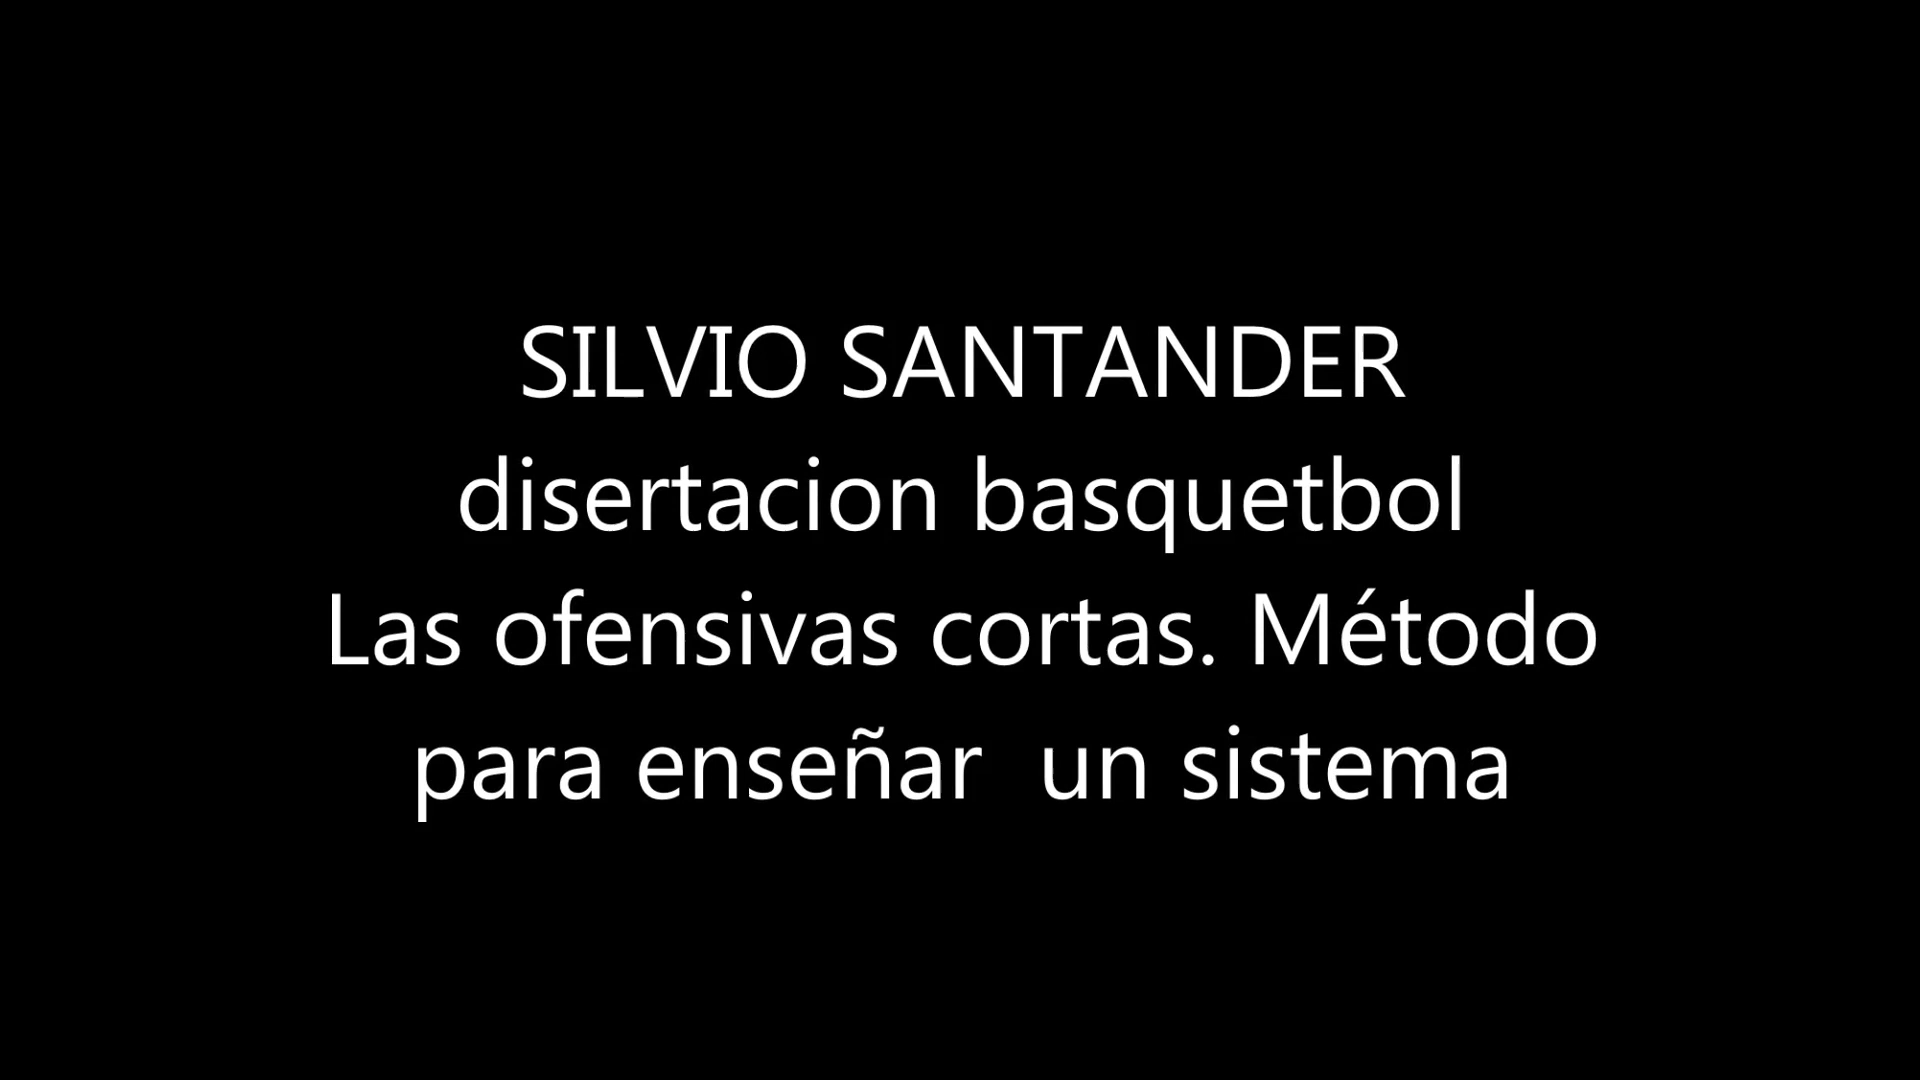 SILVIO SANTANDER
disertacion basquetbol
Las ofensivas cortas. Método
para enseñar  un sistema